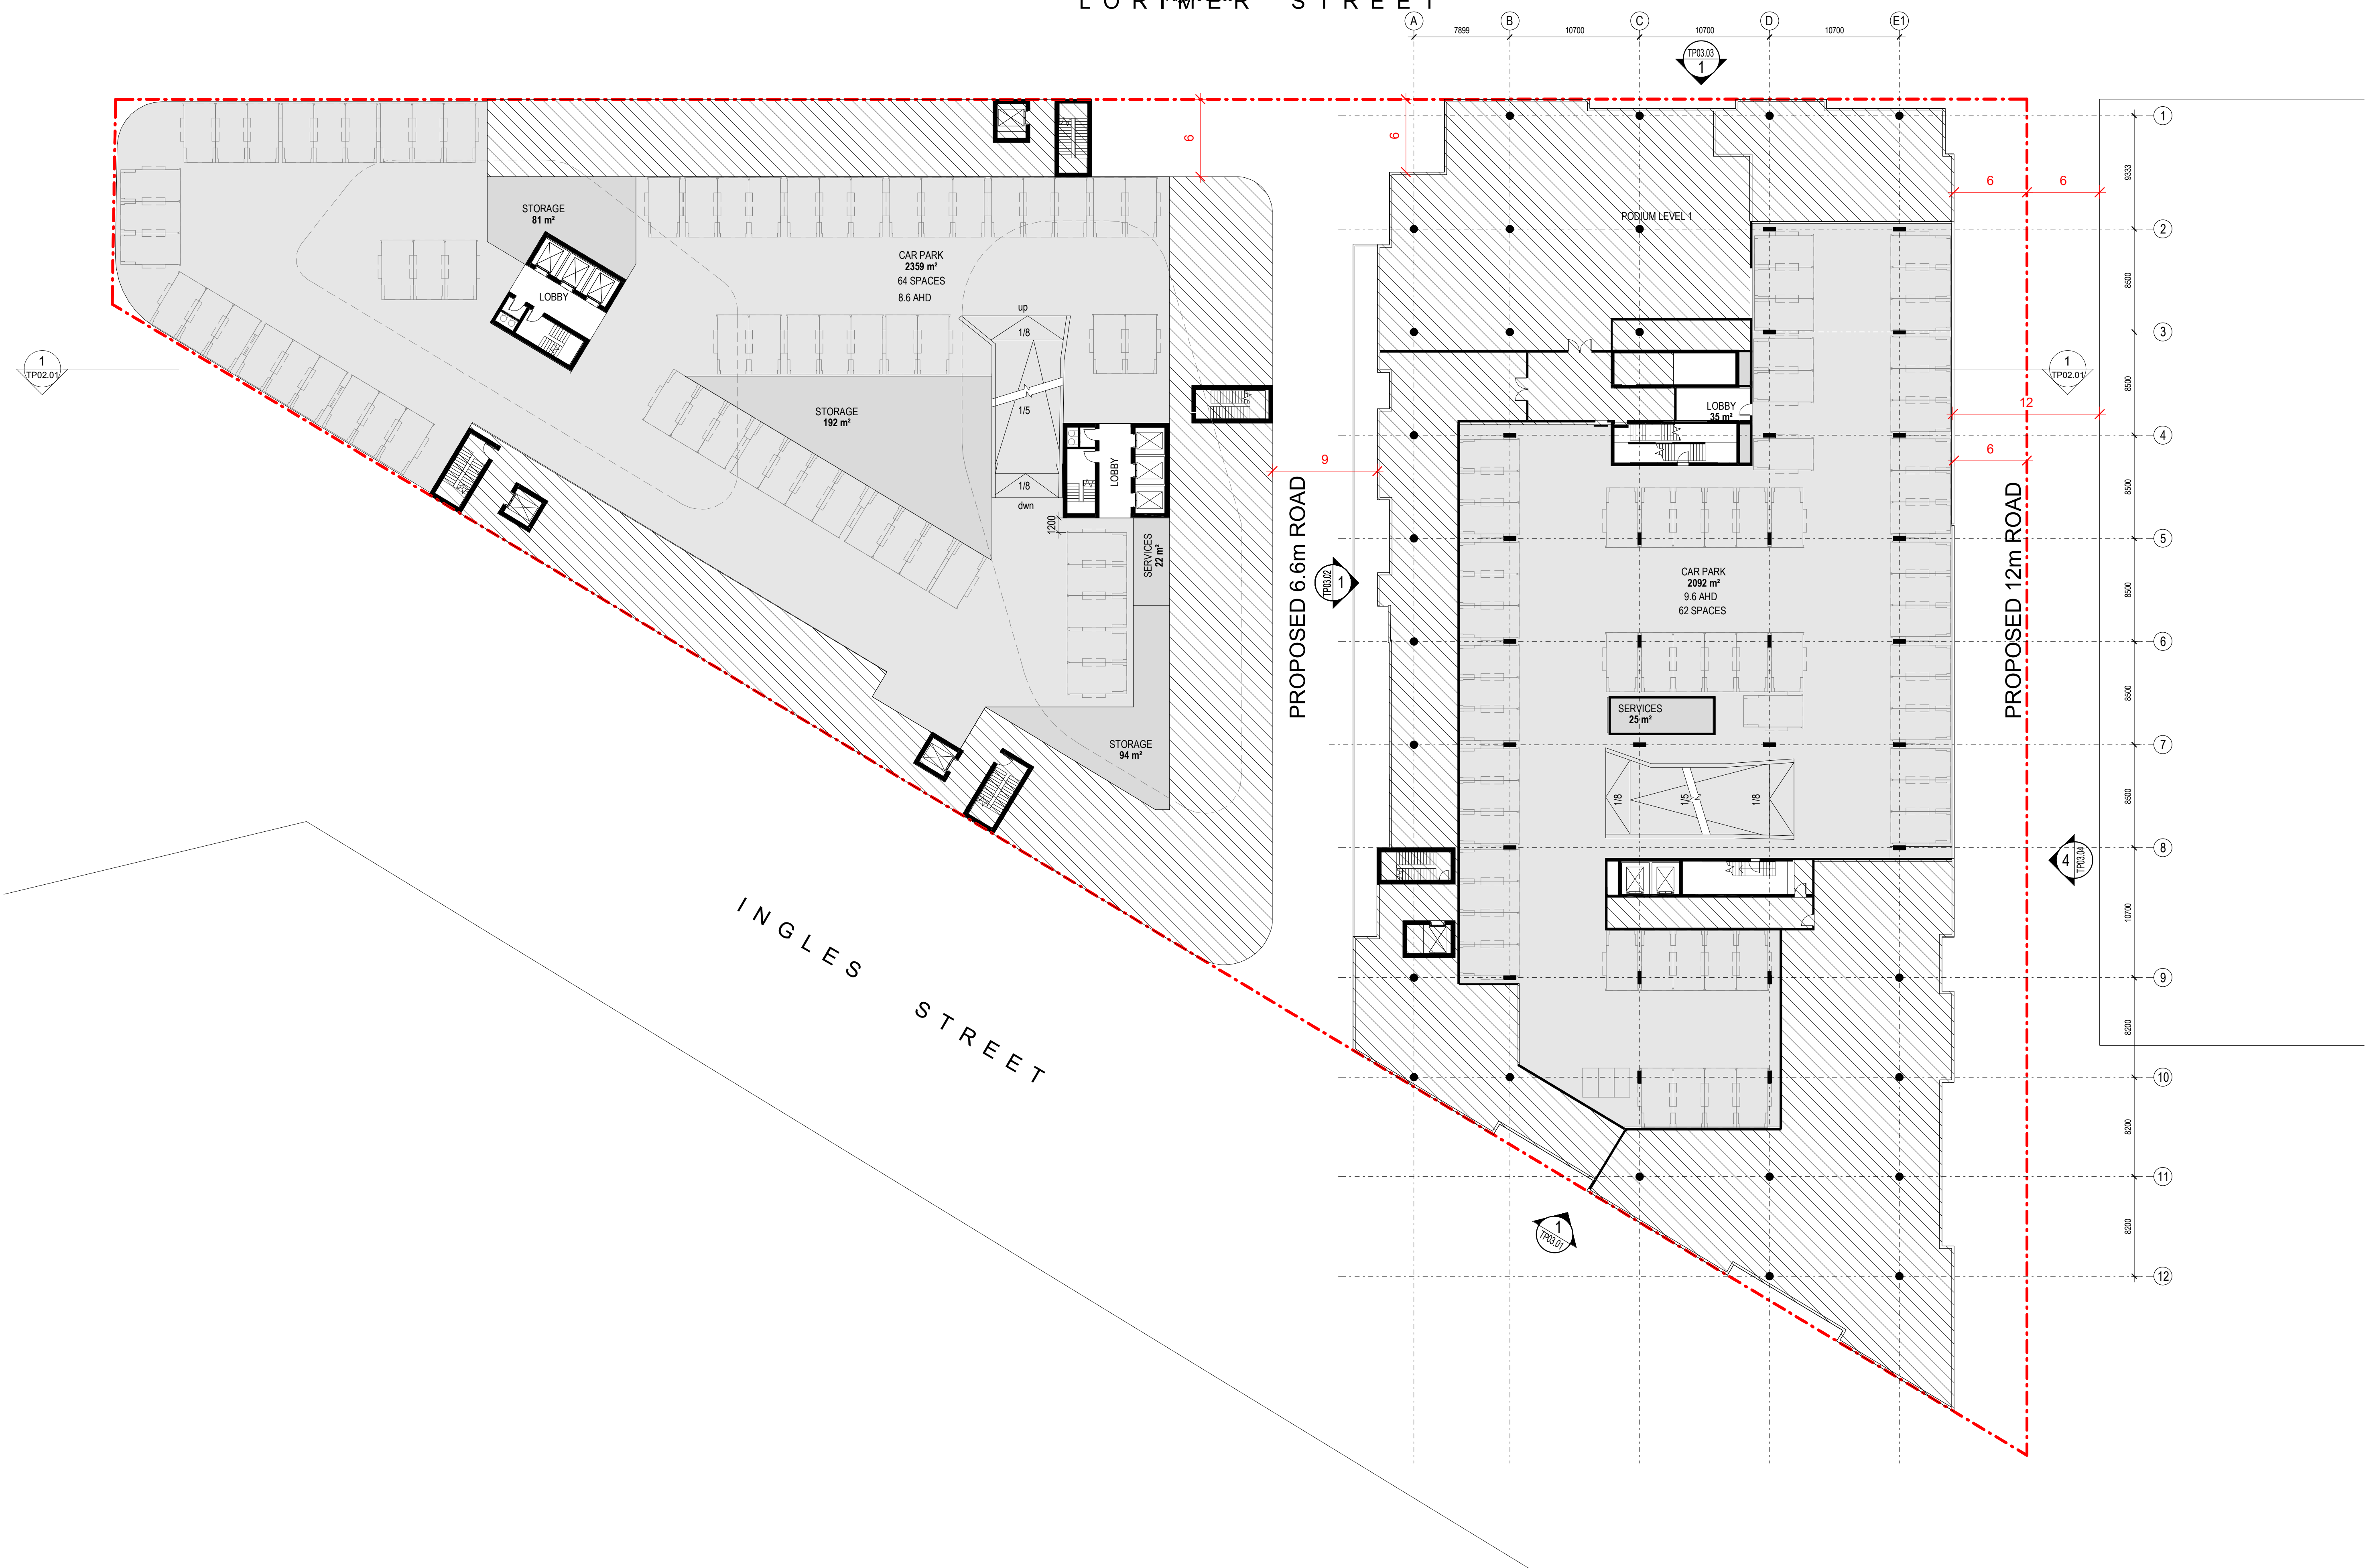 LORIMER STREET
A
B
C
D
E1
7899
10700
10700
10700
TP03.03
1
1
9333
2
8500
3
8500
4
8500
5
8500
6
8500
7
8500
8
10700
9
8200
10
8200
11
8200
12
6
6
6
6
12
6
9
STORAGE
81 m²
LOBBY
CAR PARK
2359 m²
64 SPACES
8.6 AHD
up
1/8
1/5
1/8
dwn
1200
STORAGE
192 m²
LOBBY
SERVICES
22 m²
STORAGE
94 m²
1
TP02.01
1
TP02.01
PODIUM LEVEL 1
LOBBY
35 m²
CAR PARK
2092 m²
9.6 AHD
62 SPACES
SERVICES
25 m²
1/8
1/5
1/8
PROPOSED 6.6m ROAD
PROPOSED 12m ROAD
TP03.02
1
4
TP03.04
1
TP03.01
INGLES STREET